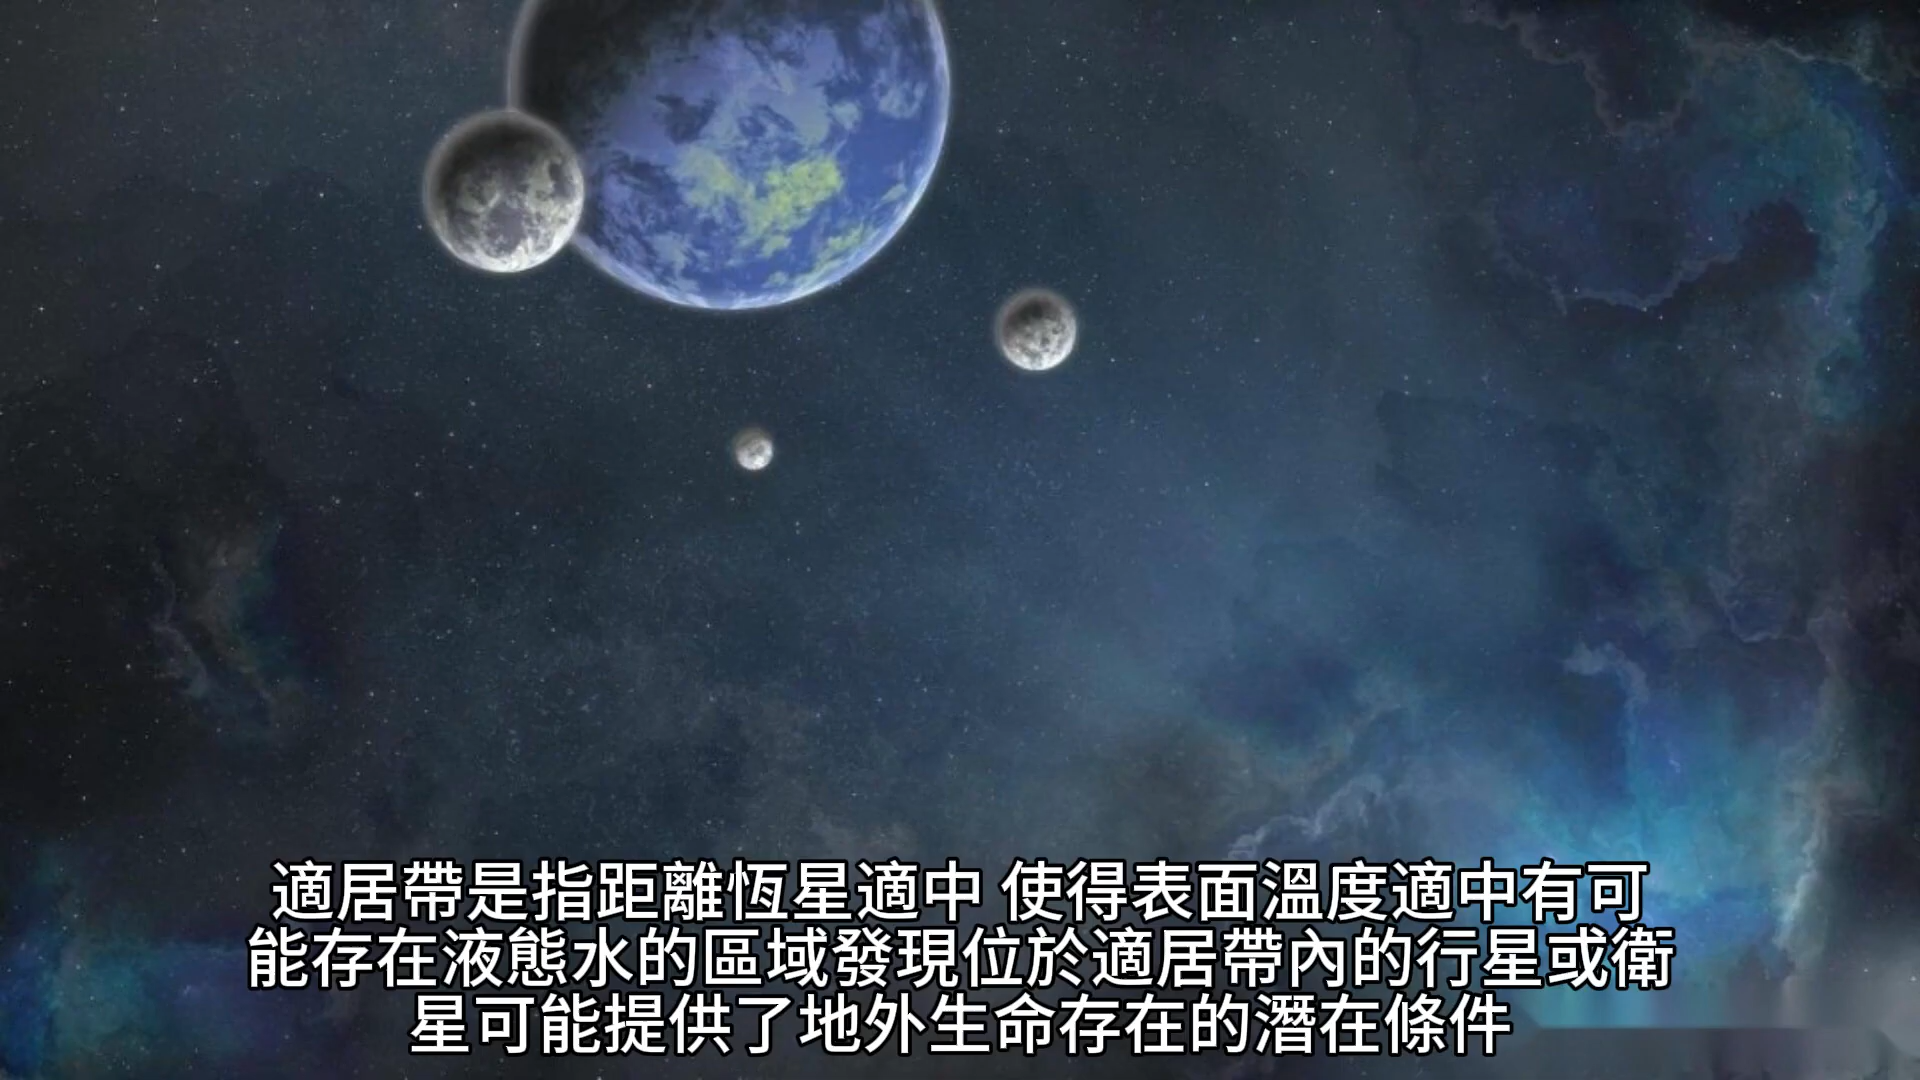 適居帶是指距離恆星適中 使得表面溫度適中有可
能存在液態水的區域發現位於適居帶內的行星或衛
星可能提供了地外生命存在的潛在條件